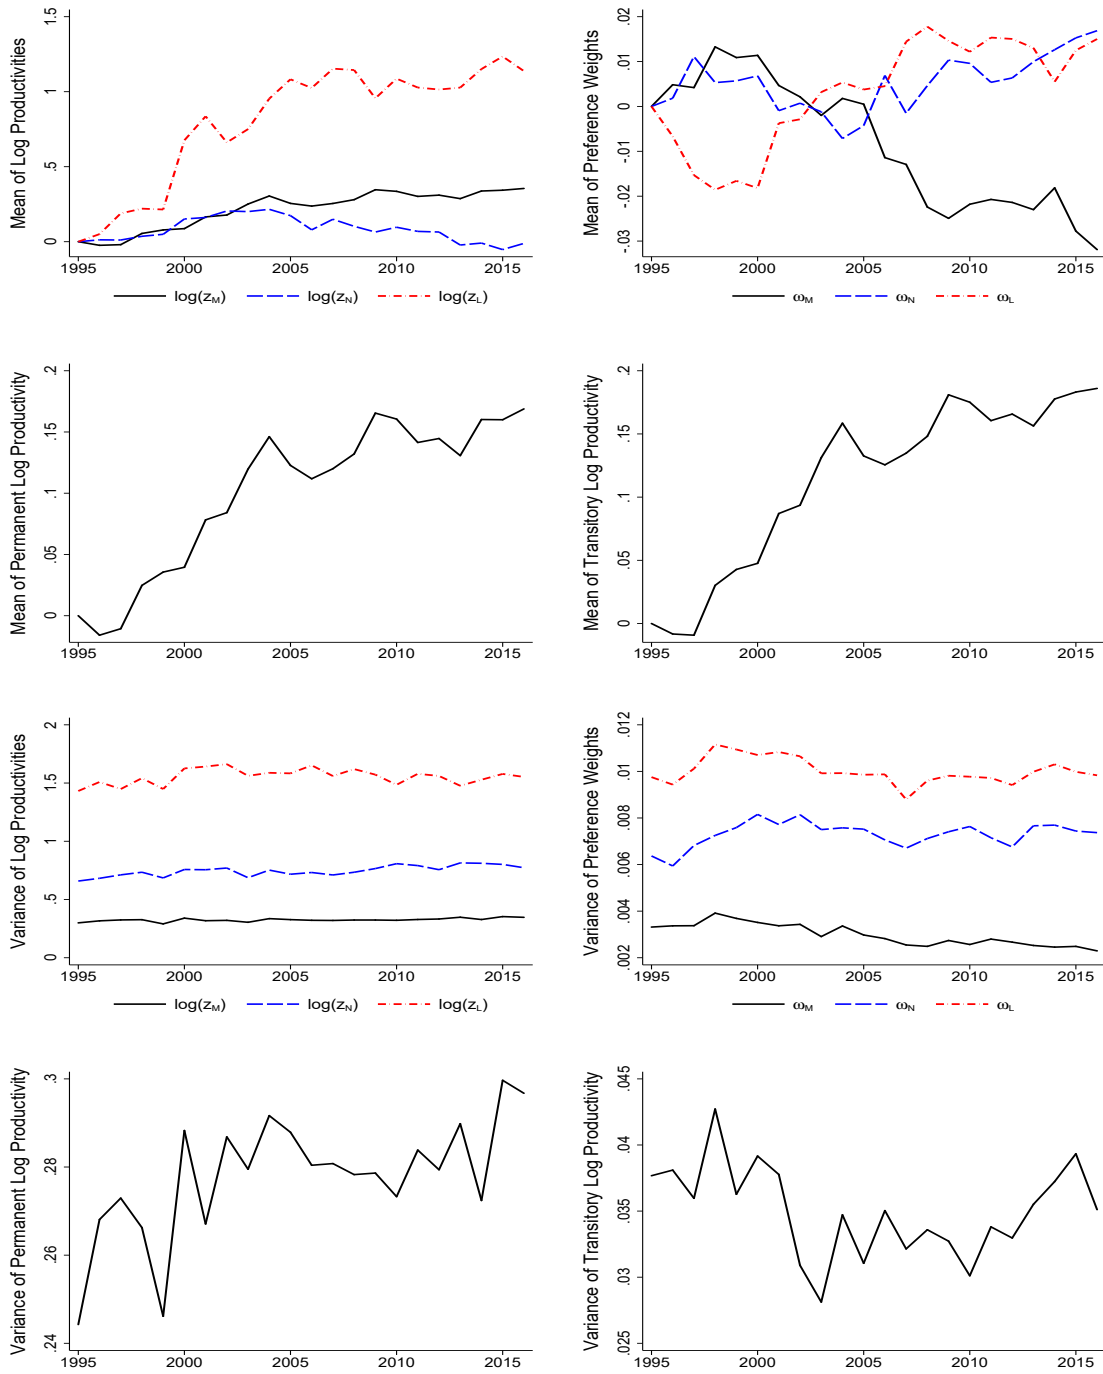 Mean of Log Productivities
1.5
1
.5
0
1995 2000 2005 2010 2015
log(z_M) log(z_N) log(z_L)
Mean of Preference Weights
.02
.01
0
-.01
-.02
-.03
1995 2000 2005 2010 2015
ω_M ω_N ω_L
Mean of Permanent Log Productivity
.2
.15
.1
.05
0
1995 2000 2005 2010 2015
Mean of Transitory Log Productivity
.2
.15
.1
.05
0
1995 2000 2005 2010 2015
Variance of Log Productivities
2
1.5
1
.5
0
1995 2000 2005 2010 2015
log(z_M) log(z_N) log(z_L)
Variance of Preference Weights
.012
.01
.008
.006
.004
.002
1995 2000 2005 2010 2015
ω_M ω_N ω_L
Variance of Permanent Log Productivity
.3
.28
.26
.24
1995 2000 2005 2010 2015
Variance of Transitory Log Productivity
.045
.04
.035
.03
.025
1995 2000 2005 2010 2015